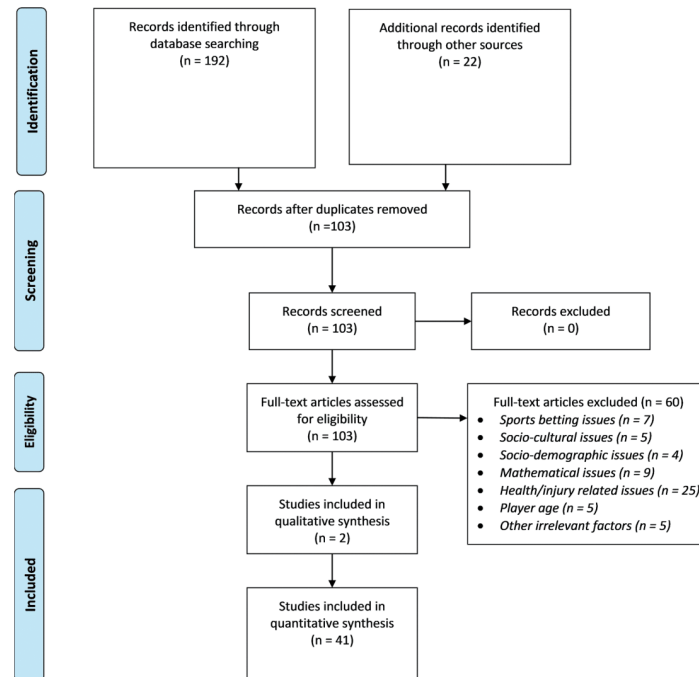 Identification
Records identified through
database searching
(n = 192)
Additional records identified
through other sources
(n = 22)
Screening
Records after duplicates removed
(n =103)
Records screened
(n = 103)
Records excluded
(n = 0)
Eligibility
Full-text articles assessed
for eligibility
(n = 103)
Full-text articles excluded (n = 60)
• Sports betting issues (n = 7)
• Socio-cultural issues (n = 5)
• Socio-demographic issues (n = 4)
• Mathematical issues (n = 9)
• Health/injury related issues (n = 25)
• Player age (n = 5)
• Other irrelevant factors (n = 5)
Included
Studies included in
qualitative synthesis
(n = 2)
Studies included in
quantitative synthesis
(n = 41)